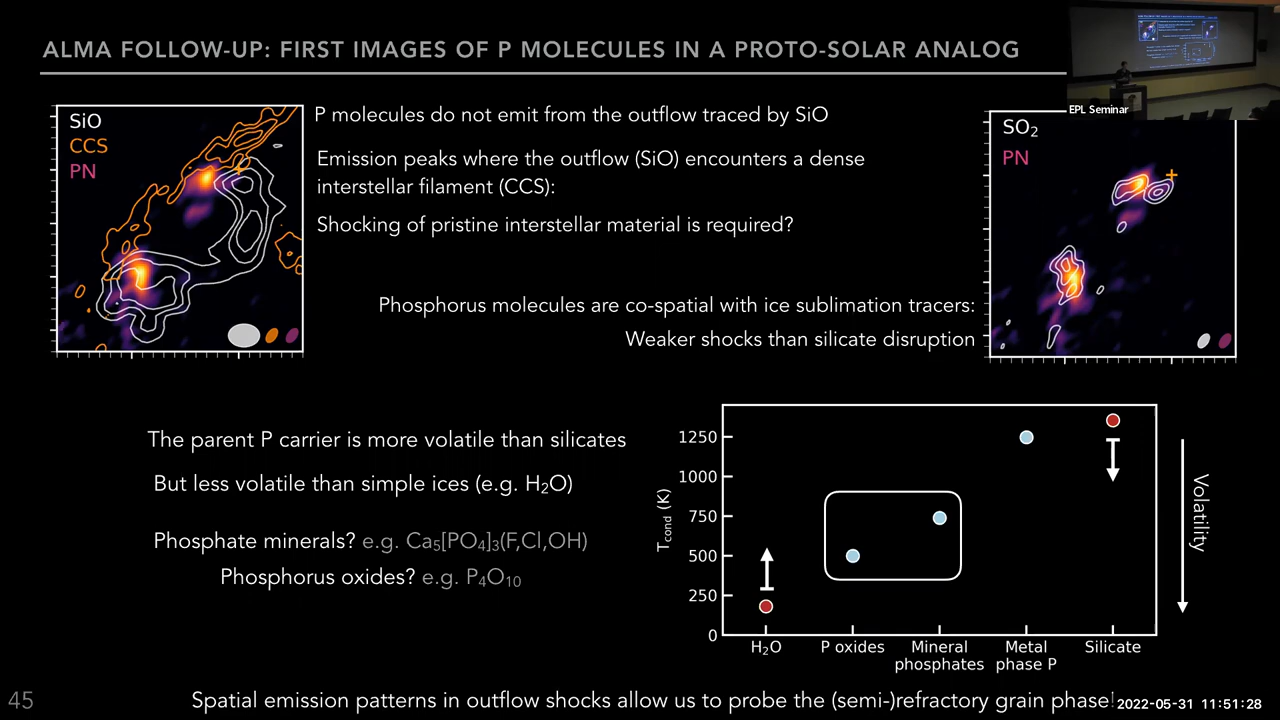 ALMA FOLLOW-UP: FIRST IMAGES OF P MOLECULES IN A PROTO-SOLAR ANALOG
EPL Seminar
SiO
CCS
PN
P molecules do not emit from the outflow traced by SiO
Emission peaks where the outflow (SiO) encounters a dense
interstellar filament (CCS):
Shocking of pristine interstellar material is required?
SO₂
PN
Phosphorus molecules are co-spatial with ice sublimation tracers:
Weaker shocks than silicate disruption
The parent P carrier is more volatile than silicates
But less volatile than simple ices (e.g. H₂O)
Phosphate minerals? e.g. Ca₅[PO₄]₃(F,Cl,OH)
Phosphorus oxides? e.g. P₄O₁₀
T_cond (K)
1250
1000
750
500
250
0
H₂O
P oxides
Mineral
phosphates
Metal
phase P
Silicate
Volatility
45
Spatial emission patterns in outflow shocks allow us to probe the (semi-)refractory grain phase!
2022-05-31 11:51:28